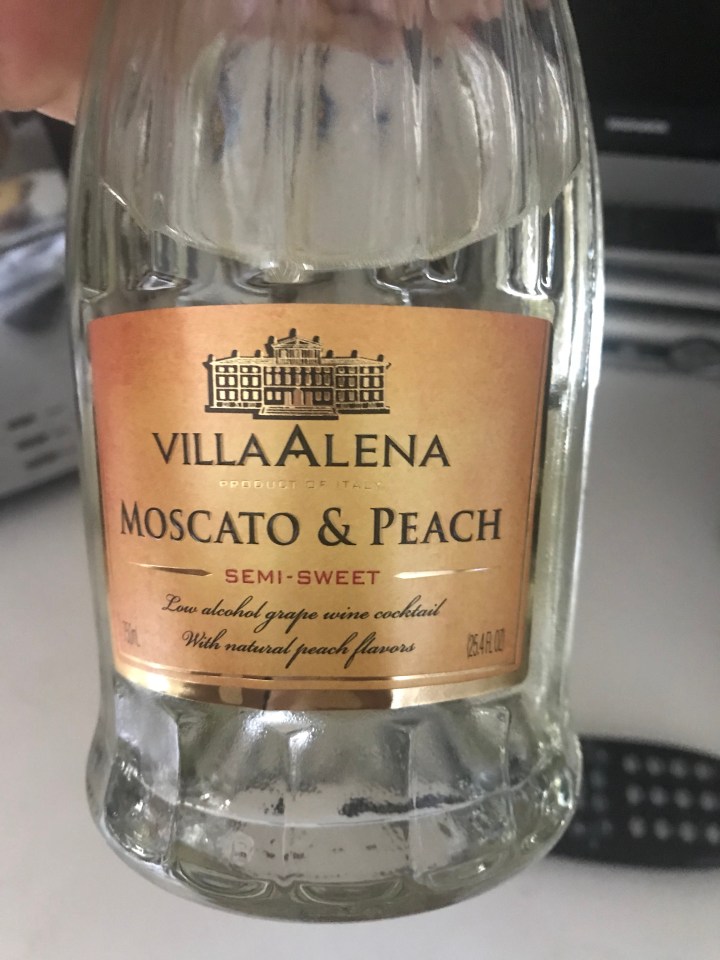 VILLA ALENA
PRODUCT OF ITALY
MOSCATO & PEACH
SEMI-SWEET
Low alcohol grape wine cocktail
With natural peach flavors
750mL
(25.4 FL OZ)